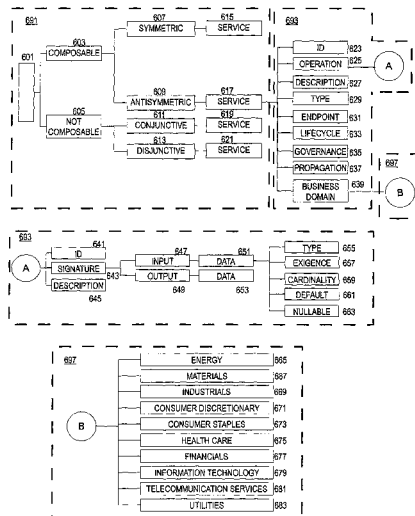 691
601
603
COMPOSABLE
605
NOT
COMPOSABLE
607
SYMMETRIC
609
ANTISYMMETRIC
611
CONJUNCTIVE
613
DISJUNCTIVE
615
SERVICE
617
SERVICE
619
SERVICE
621
SERVICE
693
ID 623
OPERATION 625
DESCRIPTION 627
TYPE 629
ENDPOINT 631
LIFECYCLE 633
GOVERNANCE 635
PROPAGATION 637
BUSINESS
DOMAIN 639
A
697
B
693
A
641
ID
SIGNATURE 643
DESCRIPTION
645
647
INPUT
OUTPUT
649
651
DATA
DATA
653
TYPE 655
EXIGENCE 657
CARDINALITY 659
DEFAULT 661
NULLABLE 663
697
B
ENERGY 665
MATERIALS 687
INDUSTRIALS 669
CONSUMER DISCRETIONARY 671
CONSUMER STAPLES 673
HEALTH CARE 675
FINANCIALS 677
INFORMATION TECHNOLOGY 679
TELECOMMUNICATION SERVICES 681
UTILITIES 683